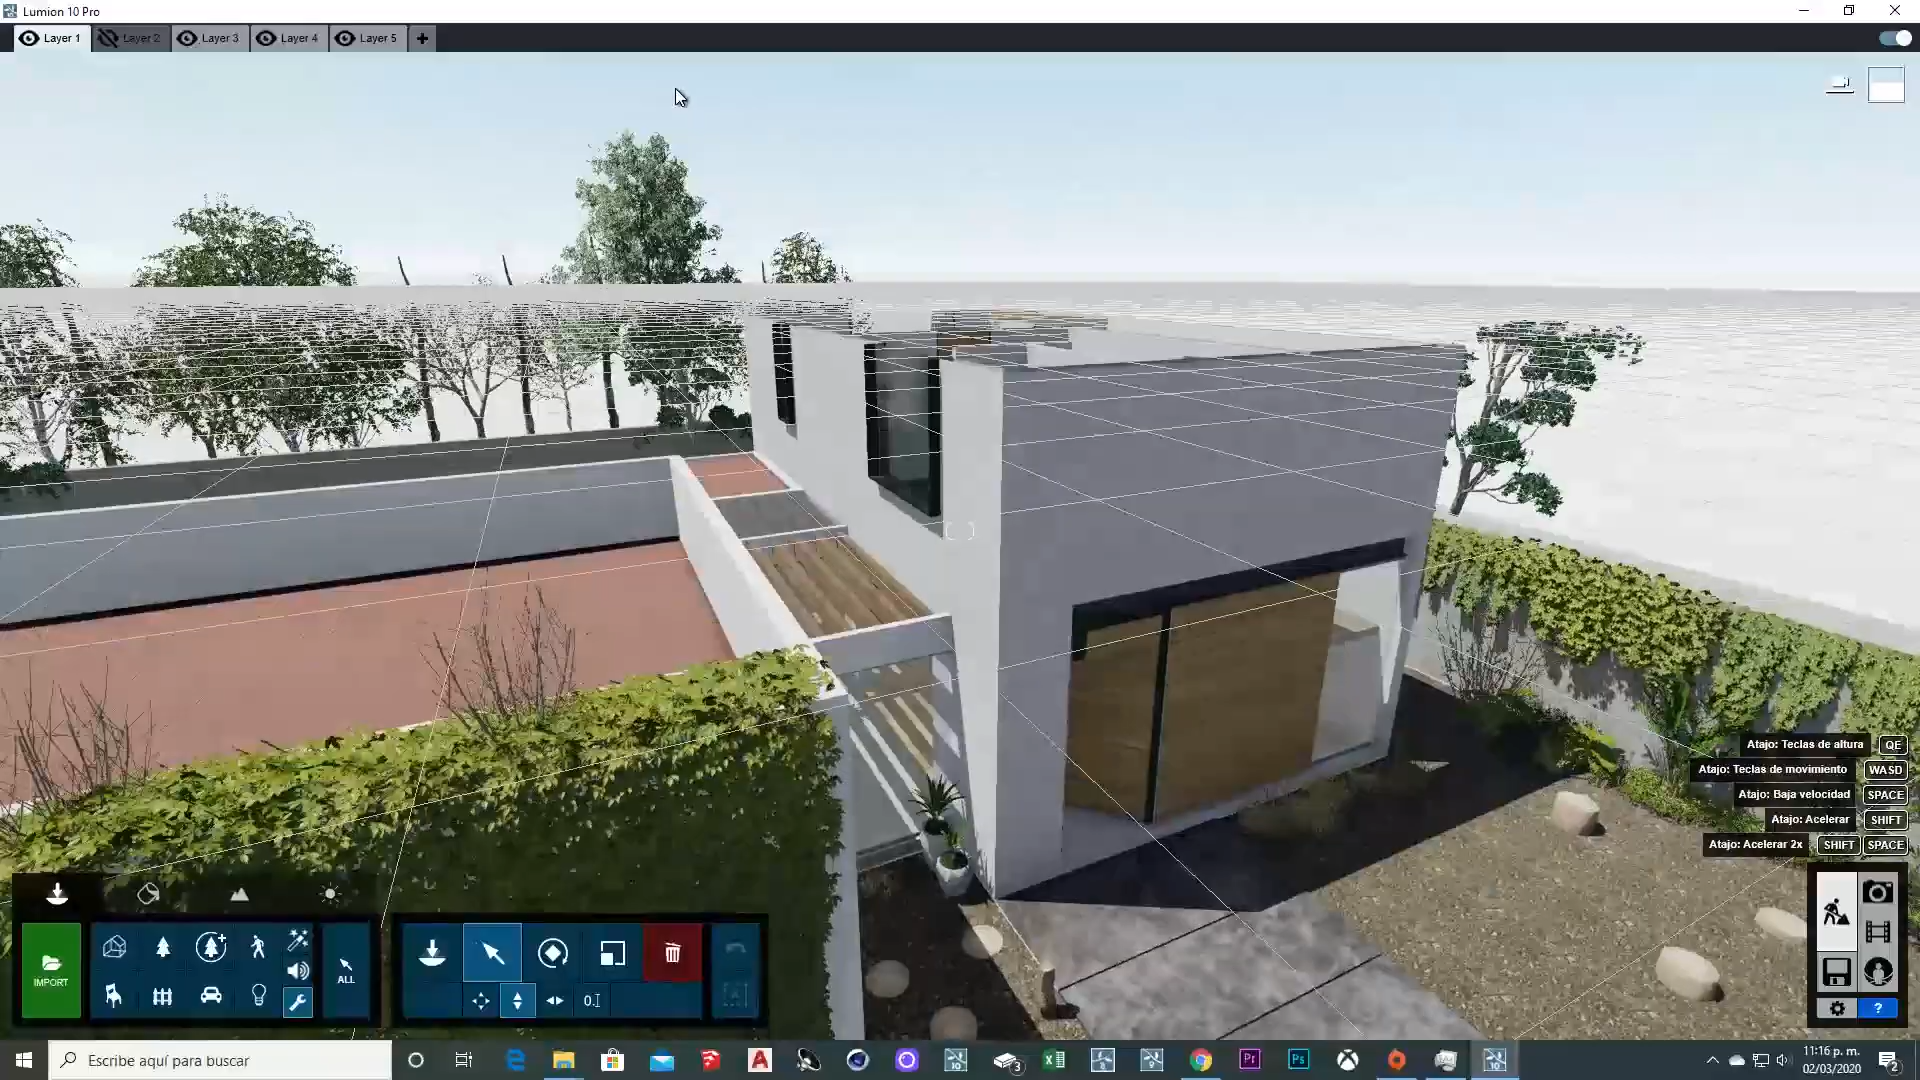 Lumion 10 Pro
Layer 1
Layer 2
Layer 3
Layer 4
Layer 5
+
Atajo: Teclas de altura QE
Atajo: Teclas de movimiento WASD
Atajo: Baja velocidad SPACE
Atajo: Acelerar SHIFT
Atajo: Acelerar 2x SHIFT SPACE
IMPORT
ALL
?
Escribe aquí para buscar
11:16 p. m.
02/03/2020